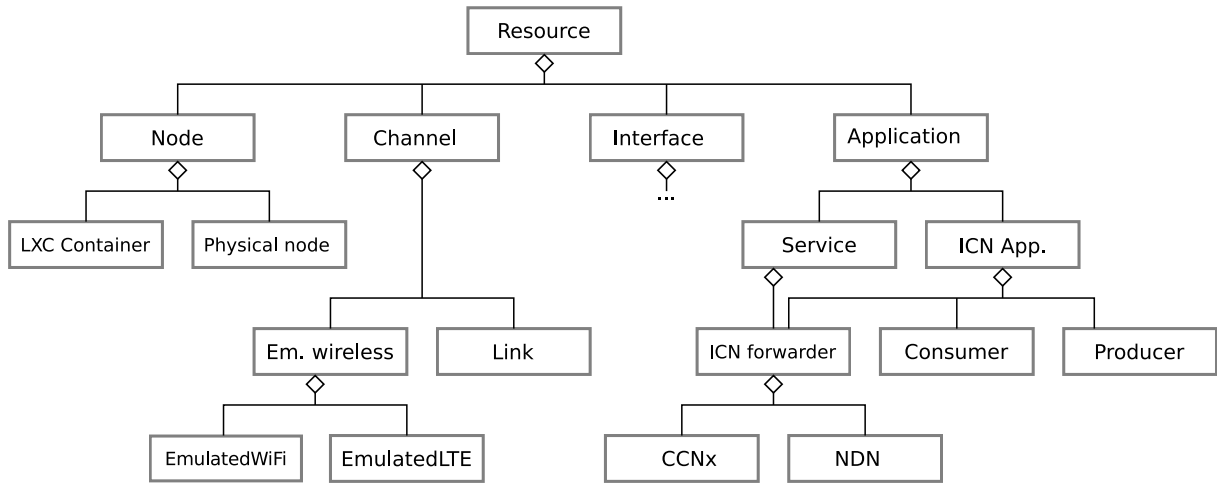 Resource
Node
Channel
Interface
Application
...
LXC Container
Physical node
Service
ICN App.
Em. wireless
Link
ICN forwarder
Consumer
Producer
EmulatedWiFi
EmulatedLTE
CCNx
NDN